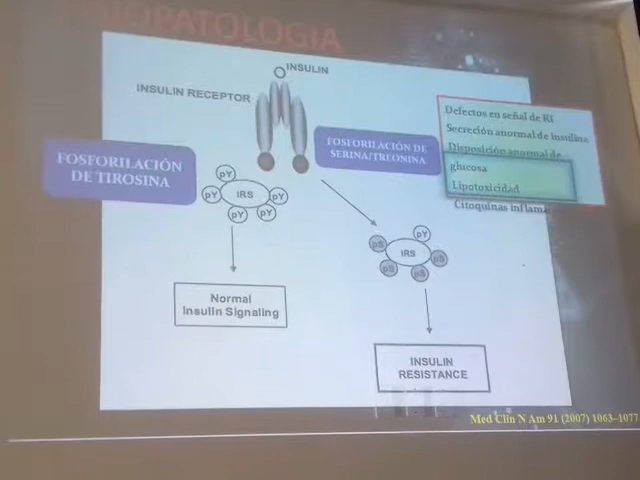 FISIOPATOLOGIA
INSULIN
INSULIN RECEPTOR
FOSFORILACIÓN
DE TIROSINA
FOSFORILACIÓN DE
SERINA/TREONINA
Defectos en señal de RI
Secreción anormal de insulina
Disposición anormal de
glucosa
Lipotoxicidad
Citoquinas inflama
pY
pY
IRS
pY
pY
pY
pY
pS
IRS
pS
pS
pS
Normal
Insulin Signaling
INSULIN
RESISTANCE
Med Clin N Am 91 (2007) 1063–1077